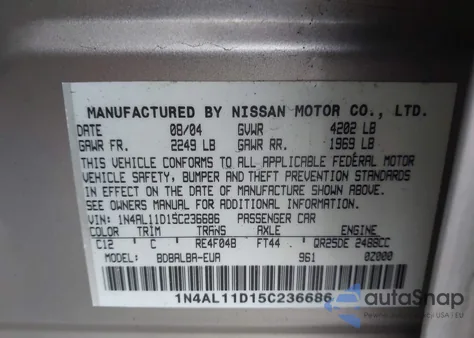 MANUFACTURED BY NISSAN MOTOR CO., LTD.
DATE 08/04 GVWR 4202 LB
GAWR FR. 2249 LB GAWR RR. 1969 LB
THIS VEHICLE CONFORMS TO ALL APPLICABLE FEDERAL MOTOR
VEHICLE SAFETY, BUMPER AND THEFT PREVENTION STANDARDS
IN EFFECT ON THE DATE OF MANUFACTURE SHOWN ABOVE.
SEE OWNERS MANUAL FOR ADDITIONAL INFORMATION.
VIN: 1N4AL11D15C236686 PASSENGER CAR
COLOR TRIM TRANS AXLE ENGINE
C12 C RE4F04B FT44 QR25DE 2488CC
MODEL: BDBALBA-EUA 961 0Z000
1N4AL11D15C236686
autoSnap